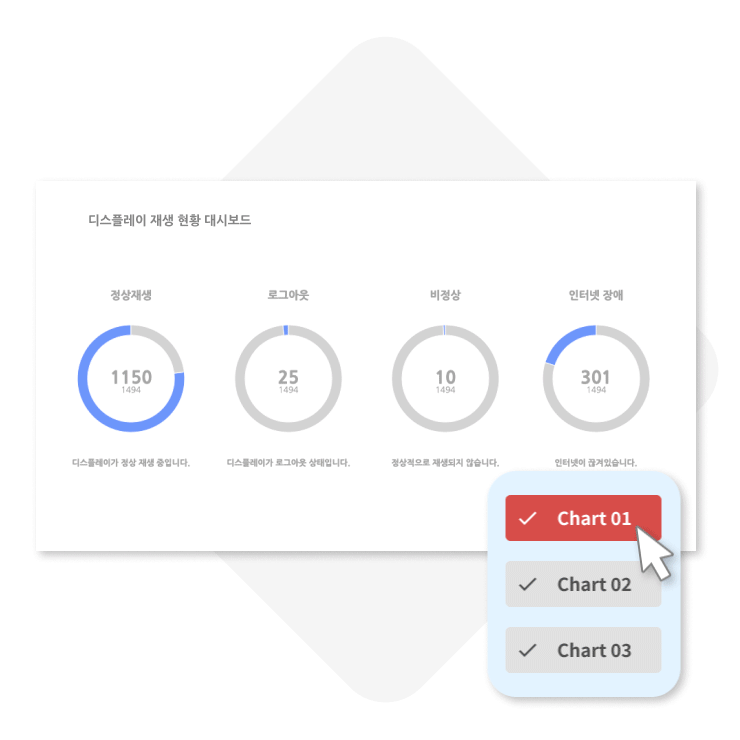 디스플레이 재생 현황 대시보드
정상재생
로그아웃
비정상
인터넷 장애
1150
1494
25
1494
10
1494
301
1494
디스플레이가 정상 재생 중입니다.
디스플레이가 로그아웃 상태입니다.
정상적으로 재생되지 않습니다.
인터넷이 끊겨있습니다.
Chart 01
Chart 02
Chart 03